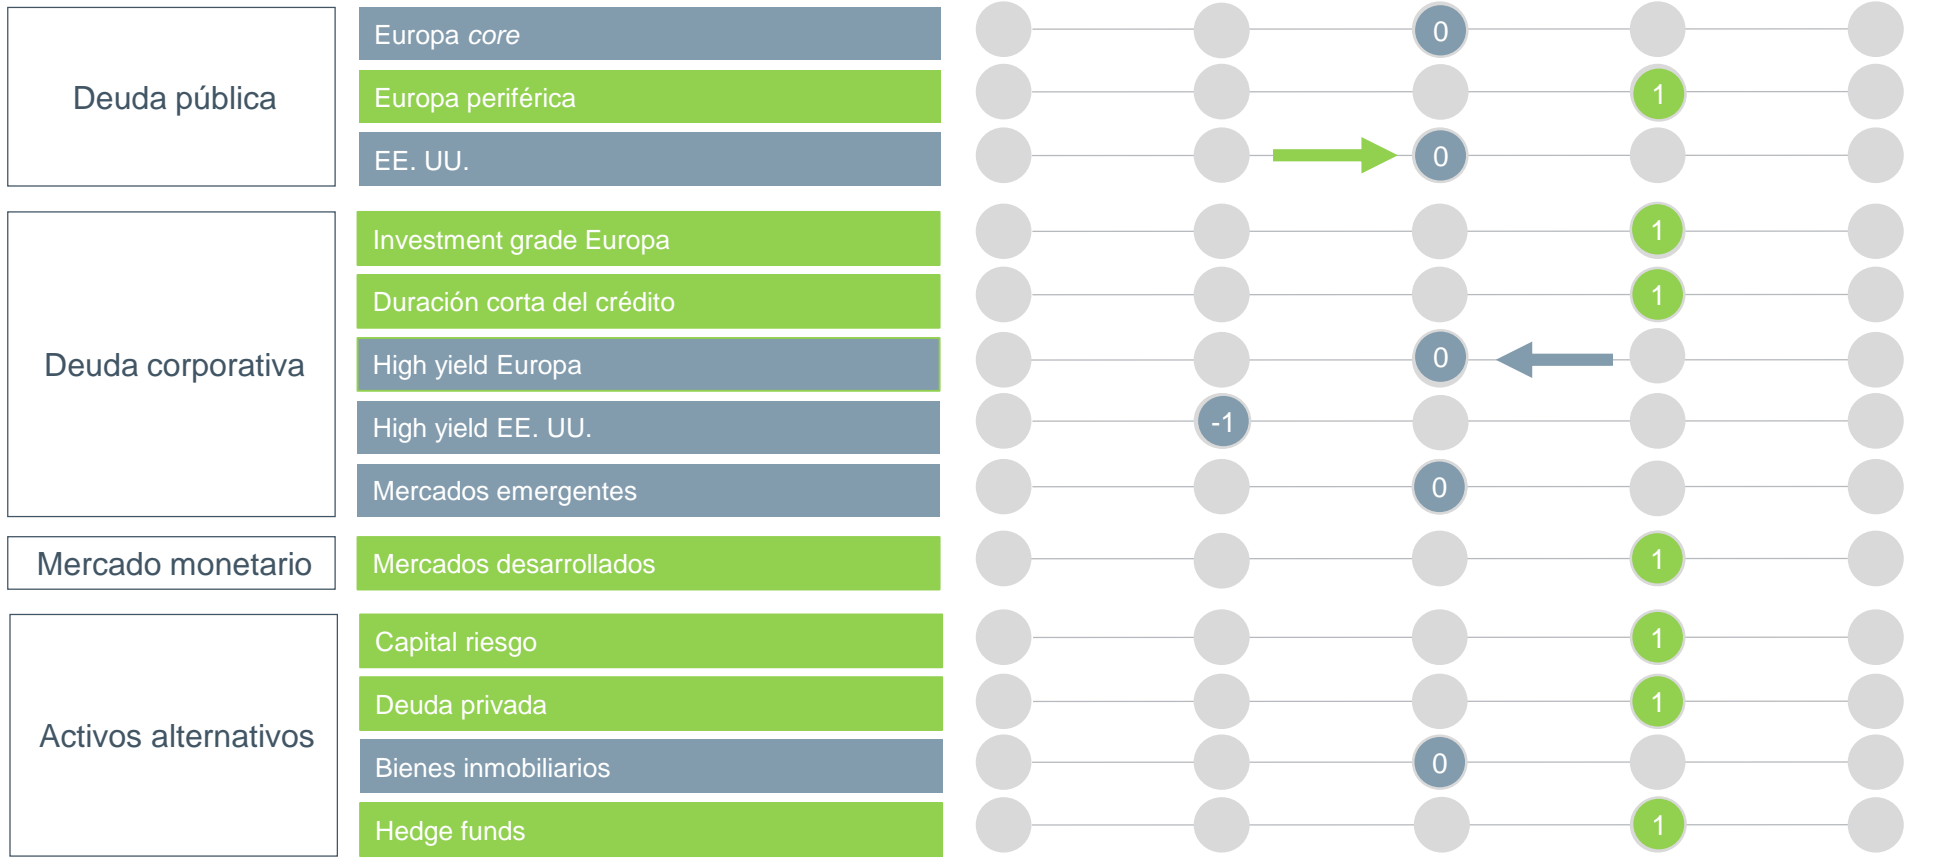 Deuda pública
Europa core 0
Europa periférica 1
EE. UU. 0
Deuda corporativa
Investment grade Europa 1
Duración corta del crédito 1
High yield Europa 0
High yield EE. UU. -1
Mercados emergentes 0
Mercado monetario
Mercados desarrollados 1
Activos alternativos
Capital riesgo 1
Deuda privada 1
Bienes inmobiliarios 0
Hedge funds 1